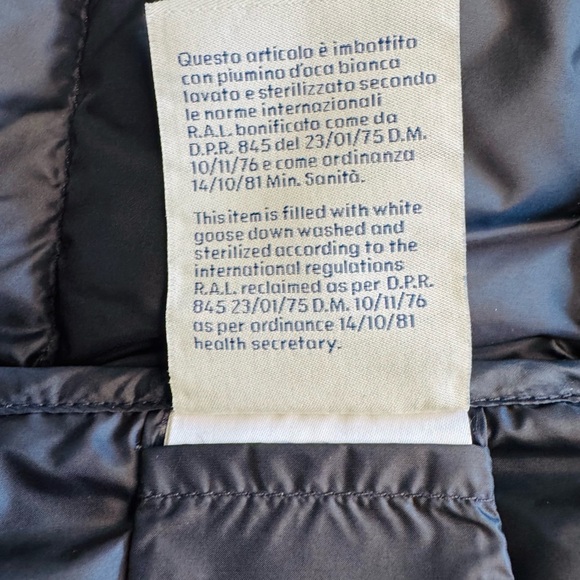 Questo articolo è imbottito
con piumino d'oca bianca
lavato e sterilizzato secondo
le norme internazionali
R.A.L. bonificato come da
D.P.R. 845 del 23/01/75 D.M.
10/11/76 e come ordinanza
14/10/81 Min. Sanità.
This item is filled with white
goose down washed and
sterilized according to the
international regulations
R.A.L. reclaimed as per D.P.R.
845 23/01/75 D.M. 10/11/76
as per ordinance 14/10/81
health secretary.